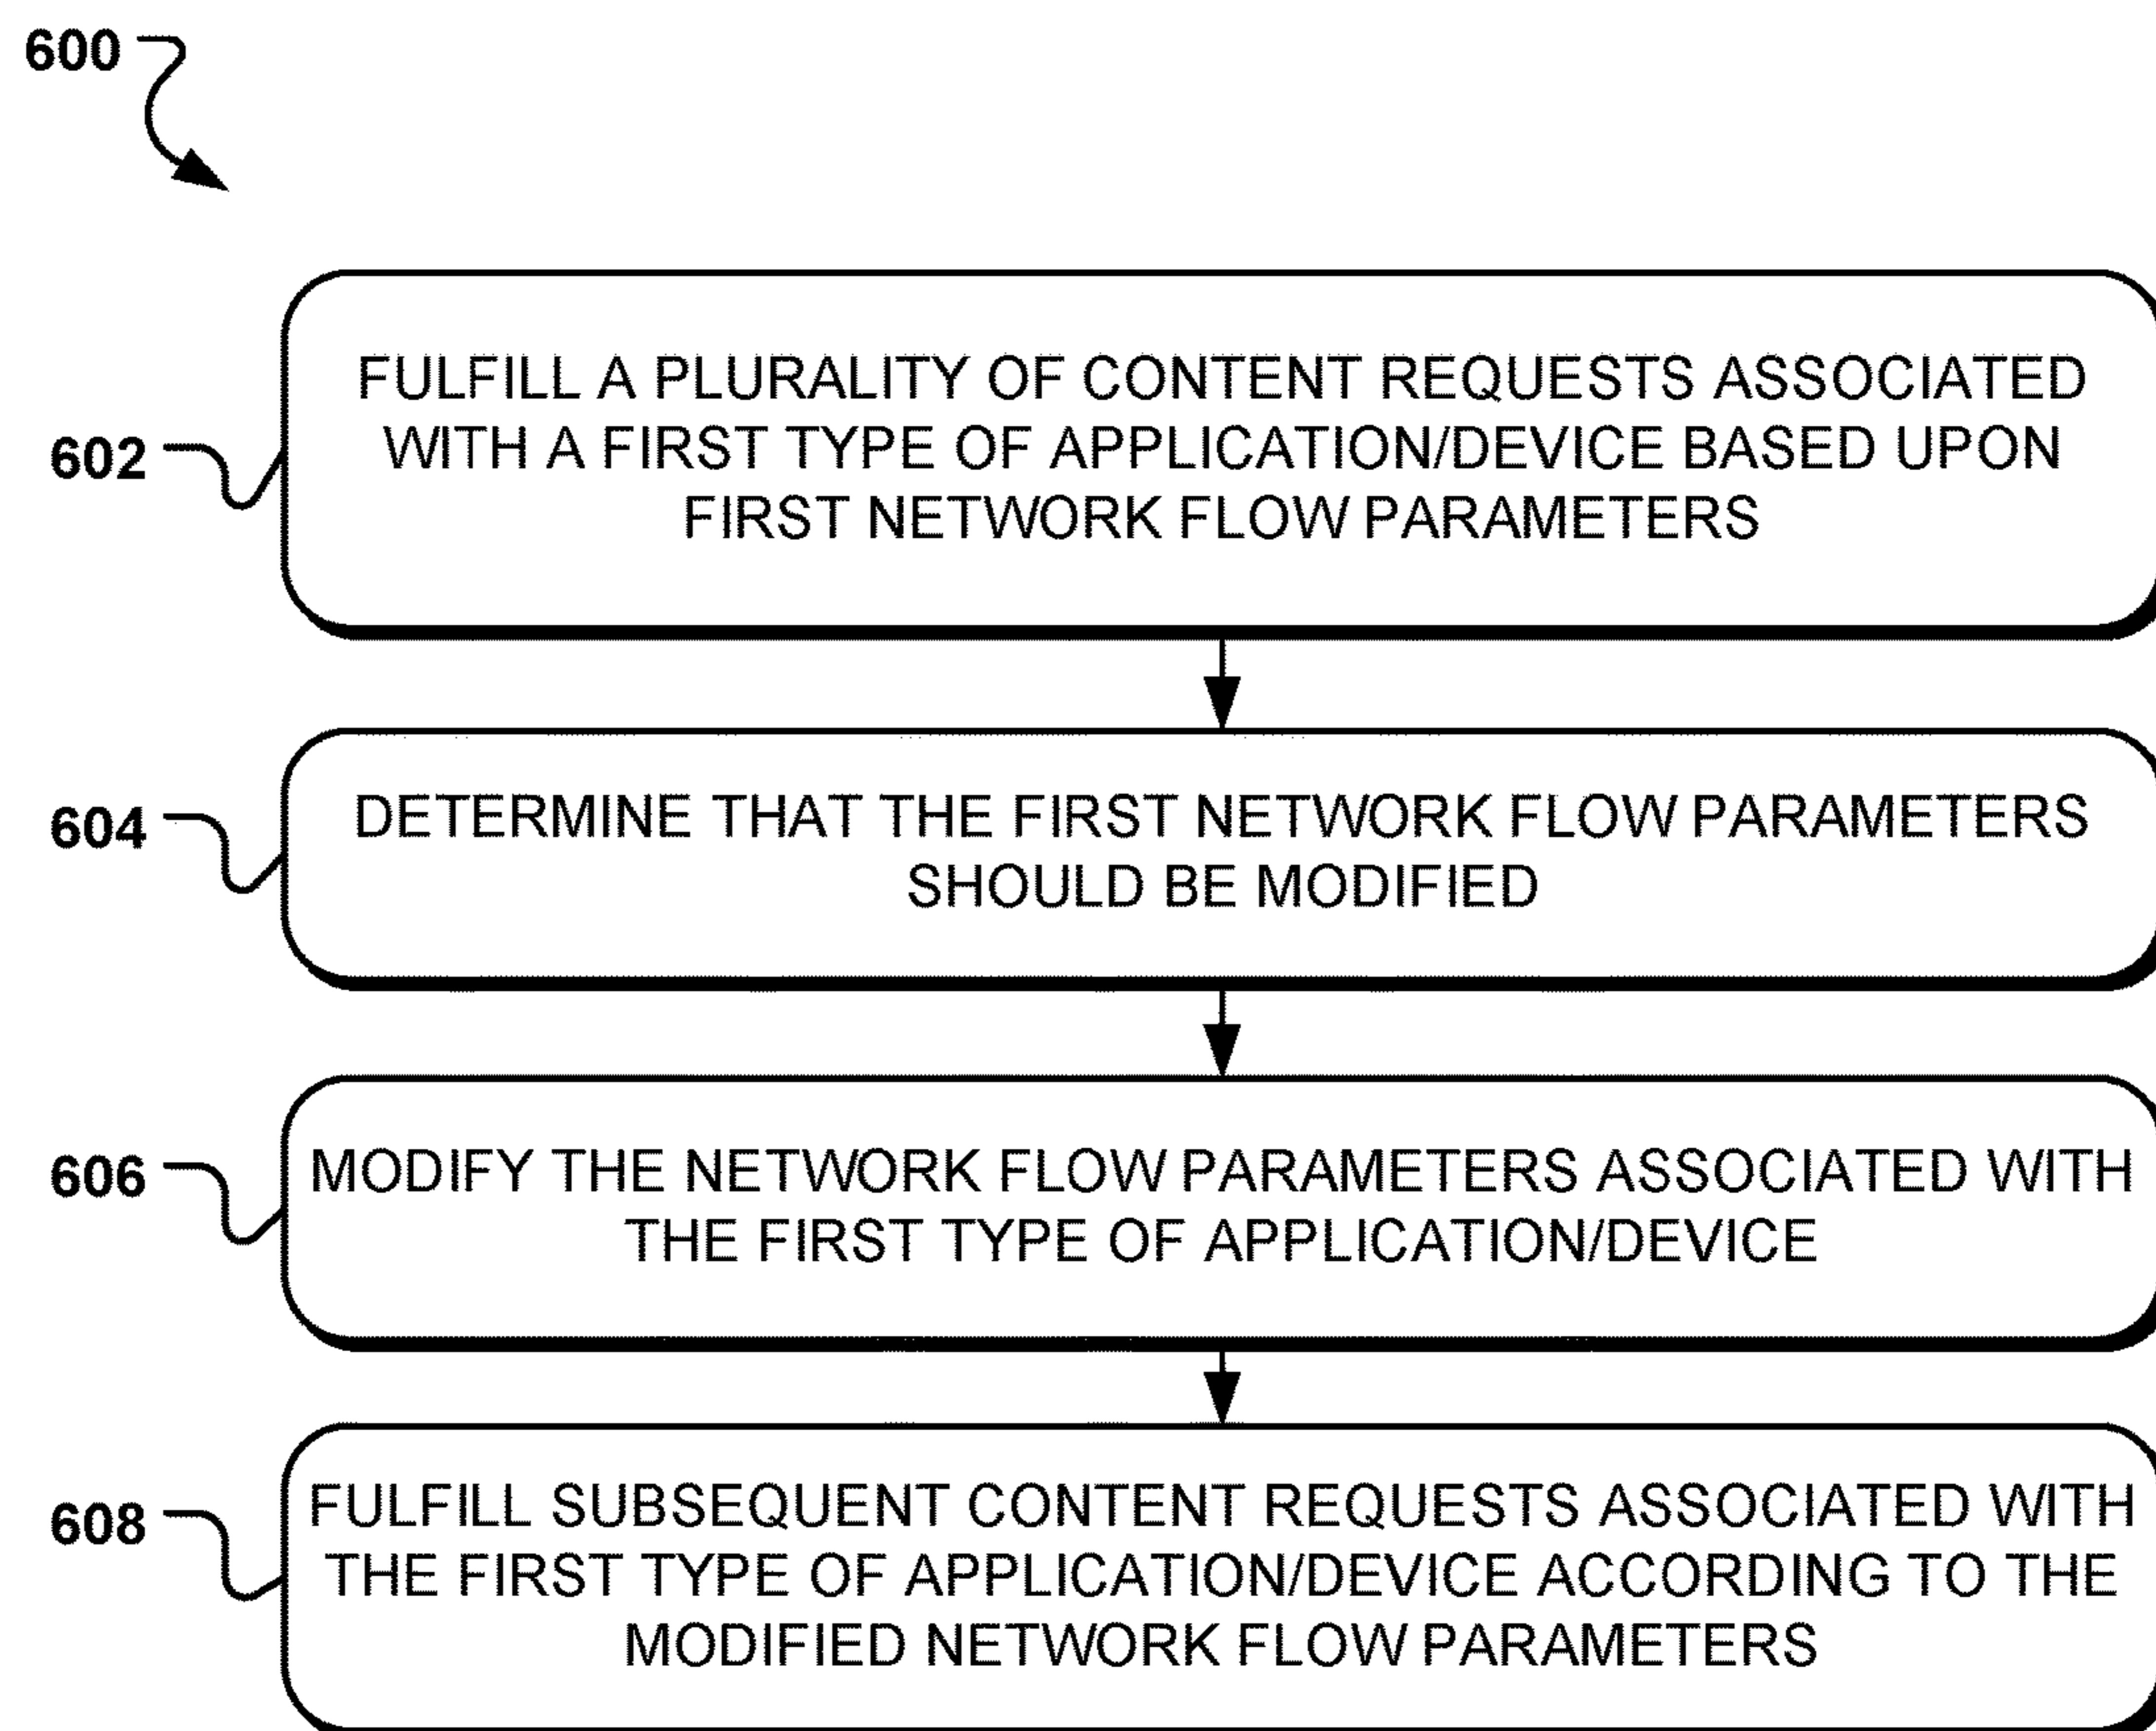 600
602
FULFILL A PLURALITY OF CONTENT REQUESTS ASSOCIATED
WITH A FIRST TYPE OF APPLICATION/DEVICE BASED UPON
FIRST NETWORK FLOW PARAMETERS
604
DETERMINE THAT THE FIRST NETWORK FLOW PARAMETERS
SHOULD BE MODIFIED
606
MODIFY THE NETWORK FLOW PARAMETERS ASSOCIATED WITH
THE FIRST TYPE OF APPLICATION/DEVICE
608
FULFILL SUBSEQUENT CONTENT REQUESTS ASSOCIATED WITH
THE FIRST TYPE OF APPLICATION/DEVICE ACCORDING TO THE
MODIFIED NETWORK FLOW PARAMETERS